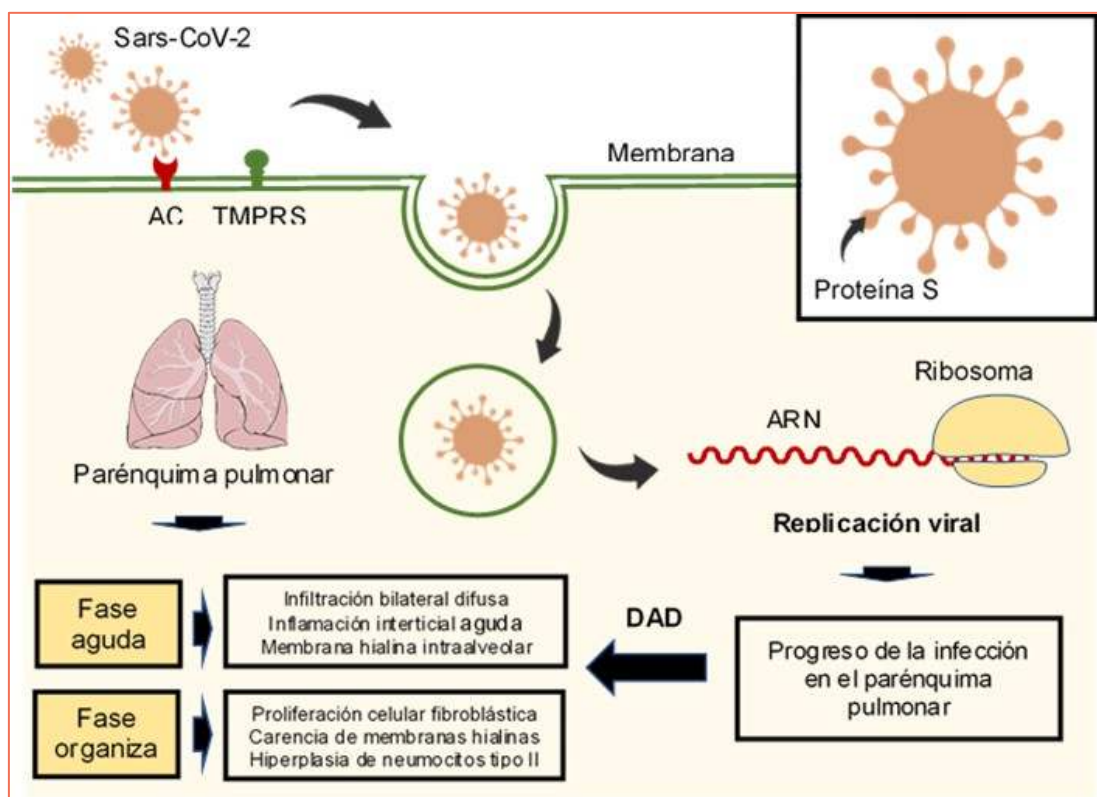 Sars-CoV-2
Membrana
AC
TMPRS
Proteína S
Parénquima pulmonar
Ribosoma
ARN
Replicación viral
Fase
aguda
Infiltración bilateral difusa
Inflamación intersticial aguda
Membrana hialina intraalveolar
DAD
Progreso de la infección
en el parénquima
pulmonar
Fase
organiza
Proliferación celular fibroblástica
Carencia de membranas hialinas
Hiperplasia de neumocitos tipo II